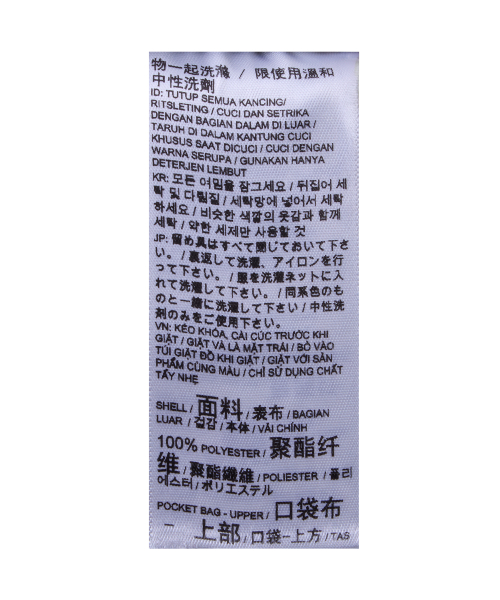 物一起洗滌 / 限使用溫和
中性洗劑
ID: TUTUP SEMUA KANCING/
RITSLETING / CUCI DAN SETRIKA
DENGAN BAGIAN DALAM DI LUAR /
TARUH DI DALAM KANTUNG CUCI
KHUSUS SAAT DICUCI / CUCI DENGAN
WARNA SERUPA / GUNAKAN HANYA
DETERJEN LEMBUT
KR: 모든 여밈을 잠그세요 / 뒤집어 세
탁 및 다림질 / 세탁망에 넣어서 세탁
하세요 / 비슷한 색깔의 옷감과 함께
세탁 / 약한 세제만 사용할 것
JP: 留め具はすべて閉じておいて下さ
い。 / 裏返して洗濯、アイロンを行
って下さい。 / 服を洗濯ネットに入
れて洗濯して下さい。 / 同系色のも
のと一緒に洗濯して下さい / 中性洗
剤のみをご使用下さい。
VN: KÉO KHÓA, CÀI CÚC TRƯỚC KHI
GIẶT / GIẶT VÀ LÀ MẶT TRÁI / BỎ VÀO
TÚI GIẶT ĐỒ KHI GIẶT / GIẶT VỚI SẢN
PHẨM CÙNG MÀU / CHỈ SỬ DỤNG CHẤT
TẨY NHẸ
SHELL / 面料 / 表布 / BAGIAN
LUAR / 겉감 / 本体 / VẢI CHÍNH
100% POLYESTER / 聚酯纤
维 / 聚酯纖維 / POLIESTER / 폴리
에스터 / ポリエステル
POCKET BAG - UPPER / 口袋布
- 上部 / 口袋-上方 / TAS